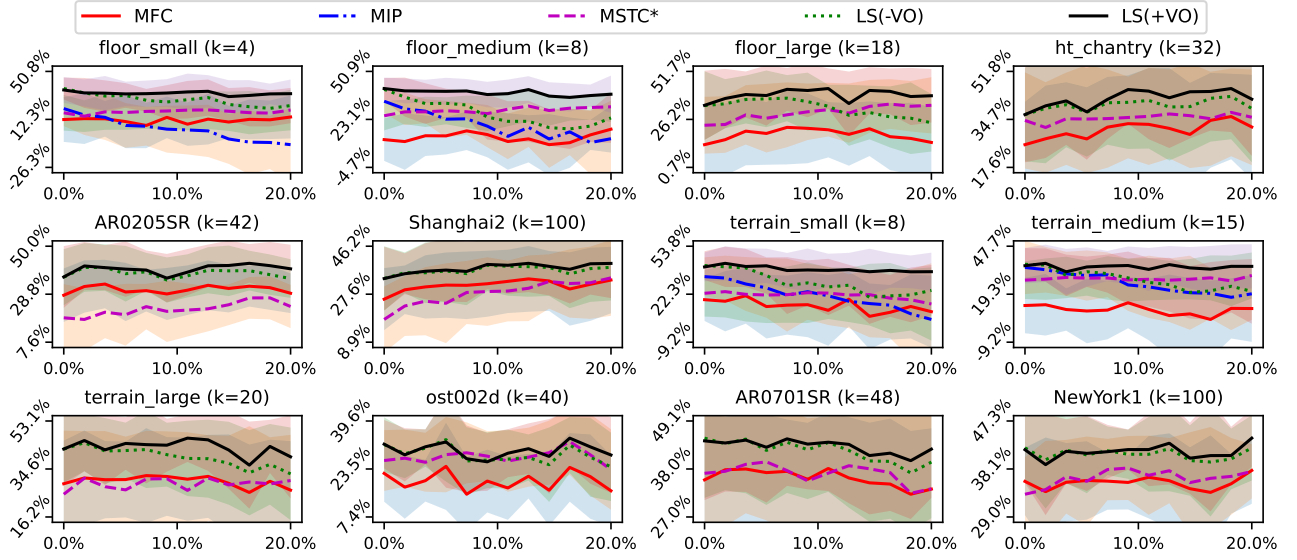 MFC MIP MSTC* LS(-VO) LS(+VO)
floor_small (k=4) floor_medium (k=8) floor_large (k=18) ht_chantry (k=32)
50.8% 50.9% 51.7% 51.8%
12.3% 23.1% 26.2% 34.7%
-26.3% -4.7% 0.7% 17.6%
0.0% 10.0% 20.0% 0.0% 10.0% 20.0% 0.0% 10.0% 20.0% 0.0% 10.0% 20.0%
AR0205SR (k=42) Shanghai2 (k=100) terrain_small (k=8) terrain_medium (k=15)
50.0% 46.2% 53.8% 47.7%
28.8% 27.6% 22.3% 19.3%
7.6% 8.9% -9.2% -9.2%
0.0% 10.0% 20.0% 0.0% 10.0% 20.0% 0.0% 10.0% 20.0% 0.0% 10.0% 20.0%
terrain_large (k=20) ost002d (k=40) AR0701SR (k=48) NewYork1 (k=100)
53.1% 39.6% 49.1% 47.3%
34.6% 23.5% 38.0% 38.1%
16.2% 7.4% 27.0% 29.0%
0.0% 10.0% 20.0% 0.0% 10.0% 20.0% 0.0% 10.0% 20.0% 0.0% 10.0% 20.0%